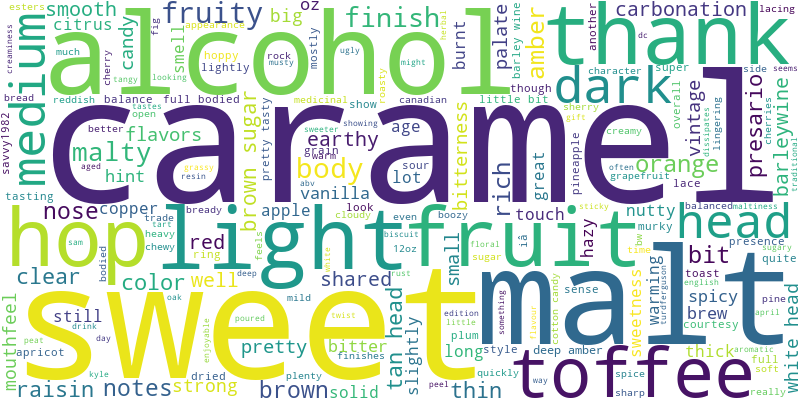 smooth
citrus
candy
fruity
smell
big
oz
finish
burnt
palate
barley wine
amber
carbonation
another
lacing
esters
appearance
fig
creaminess
medium
alcohol
thank
much
cherry
tangy
looking
hoppy
lightly
rock
musty
mostly
ugly
might
roasty
herbal
dark
character
dc
super
side
seems
bread
reddish
balance
full bodied
medicinal
show
canadian
little bit
though
overall
vintage
presario
savvy1982
better
tastes
open
flavors
brown sugar
pretty tasty
sweeter
showing
age
bitterness
sherry
gift
creamy
dissipates
lingering
cherries
barleywine
traditional
caramel
malty
aged
grassy
resin
hint
earthy
grain
warm
body
sour
lot
rich
great
pineapple
orange
often
grapefruit
tasting
nose
copper
trade
tart
heavy
chewy
bready
vanilla
abv
apple
cloudy
look
even
boozy
touch
sticky
nutty
murky
lace
balanced
maltiness
head
presence
sugary
quite
hop
light
fruit
sam
red
ring
feels
biscuit
12oz
floral
sugar
iã
hazy
bw
time
bit
toast
english
pine
april
clear
bodied
color
well
deep
white
shared
rust
small
sense
cotton candy
sweetness
warming
tordferguson
spicy
brew
courtesy
White head
mouthfeel
still
drink
day
oak
mild
sweet
malt
enjoyable
poured
twist
edition
little
something
flavour
peat
apricot
kyle
pretty
bitter
finishes
tan head
slightly
plum
long
style
deep amber
thick
aromatic
full
soft
raisin
notes
dried
strong
plenty
brown
solid
peel
thin
quickly
way
toffee
spice
sharp
really